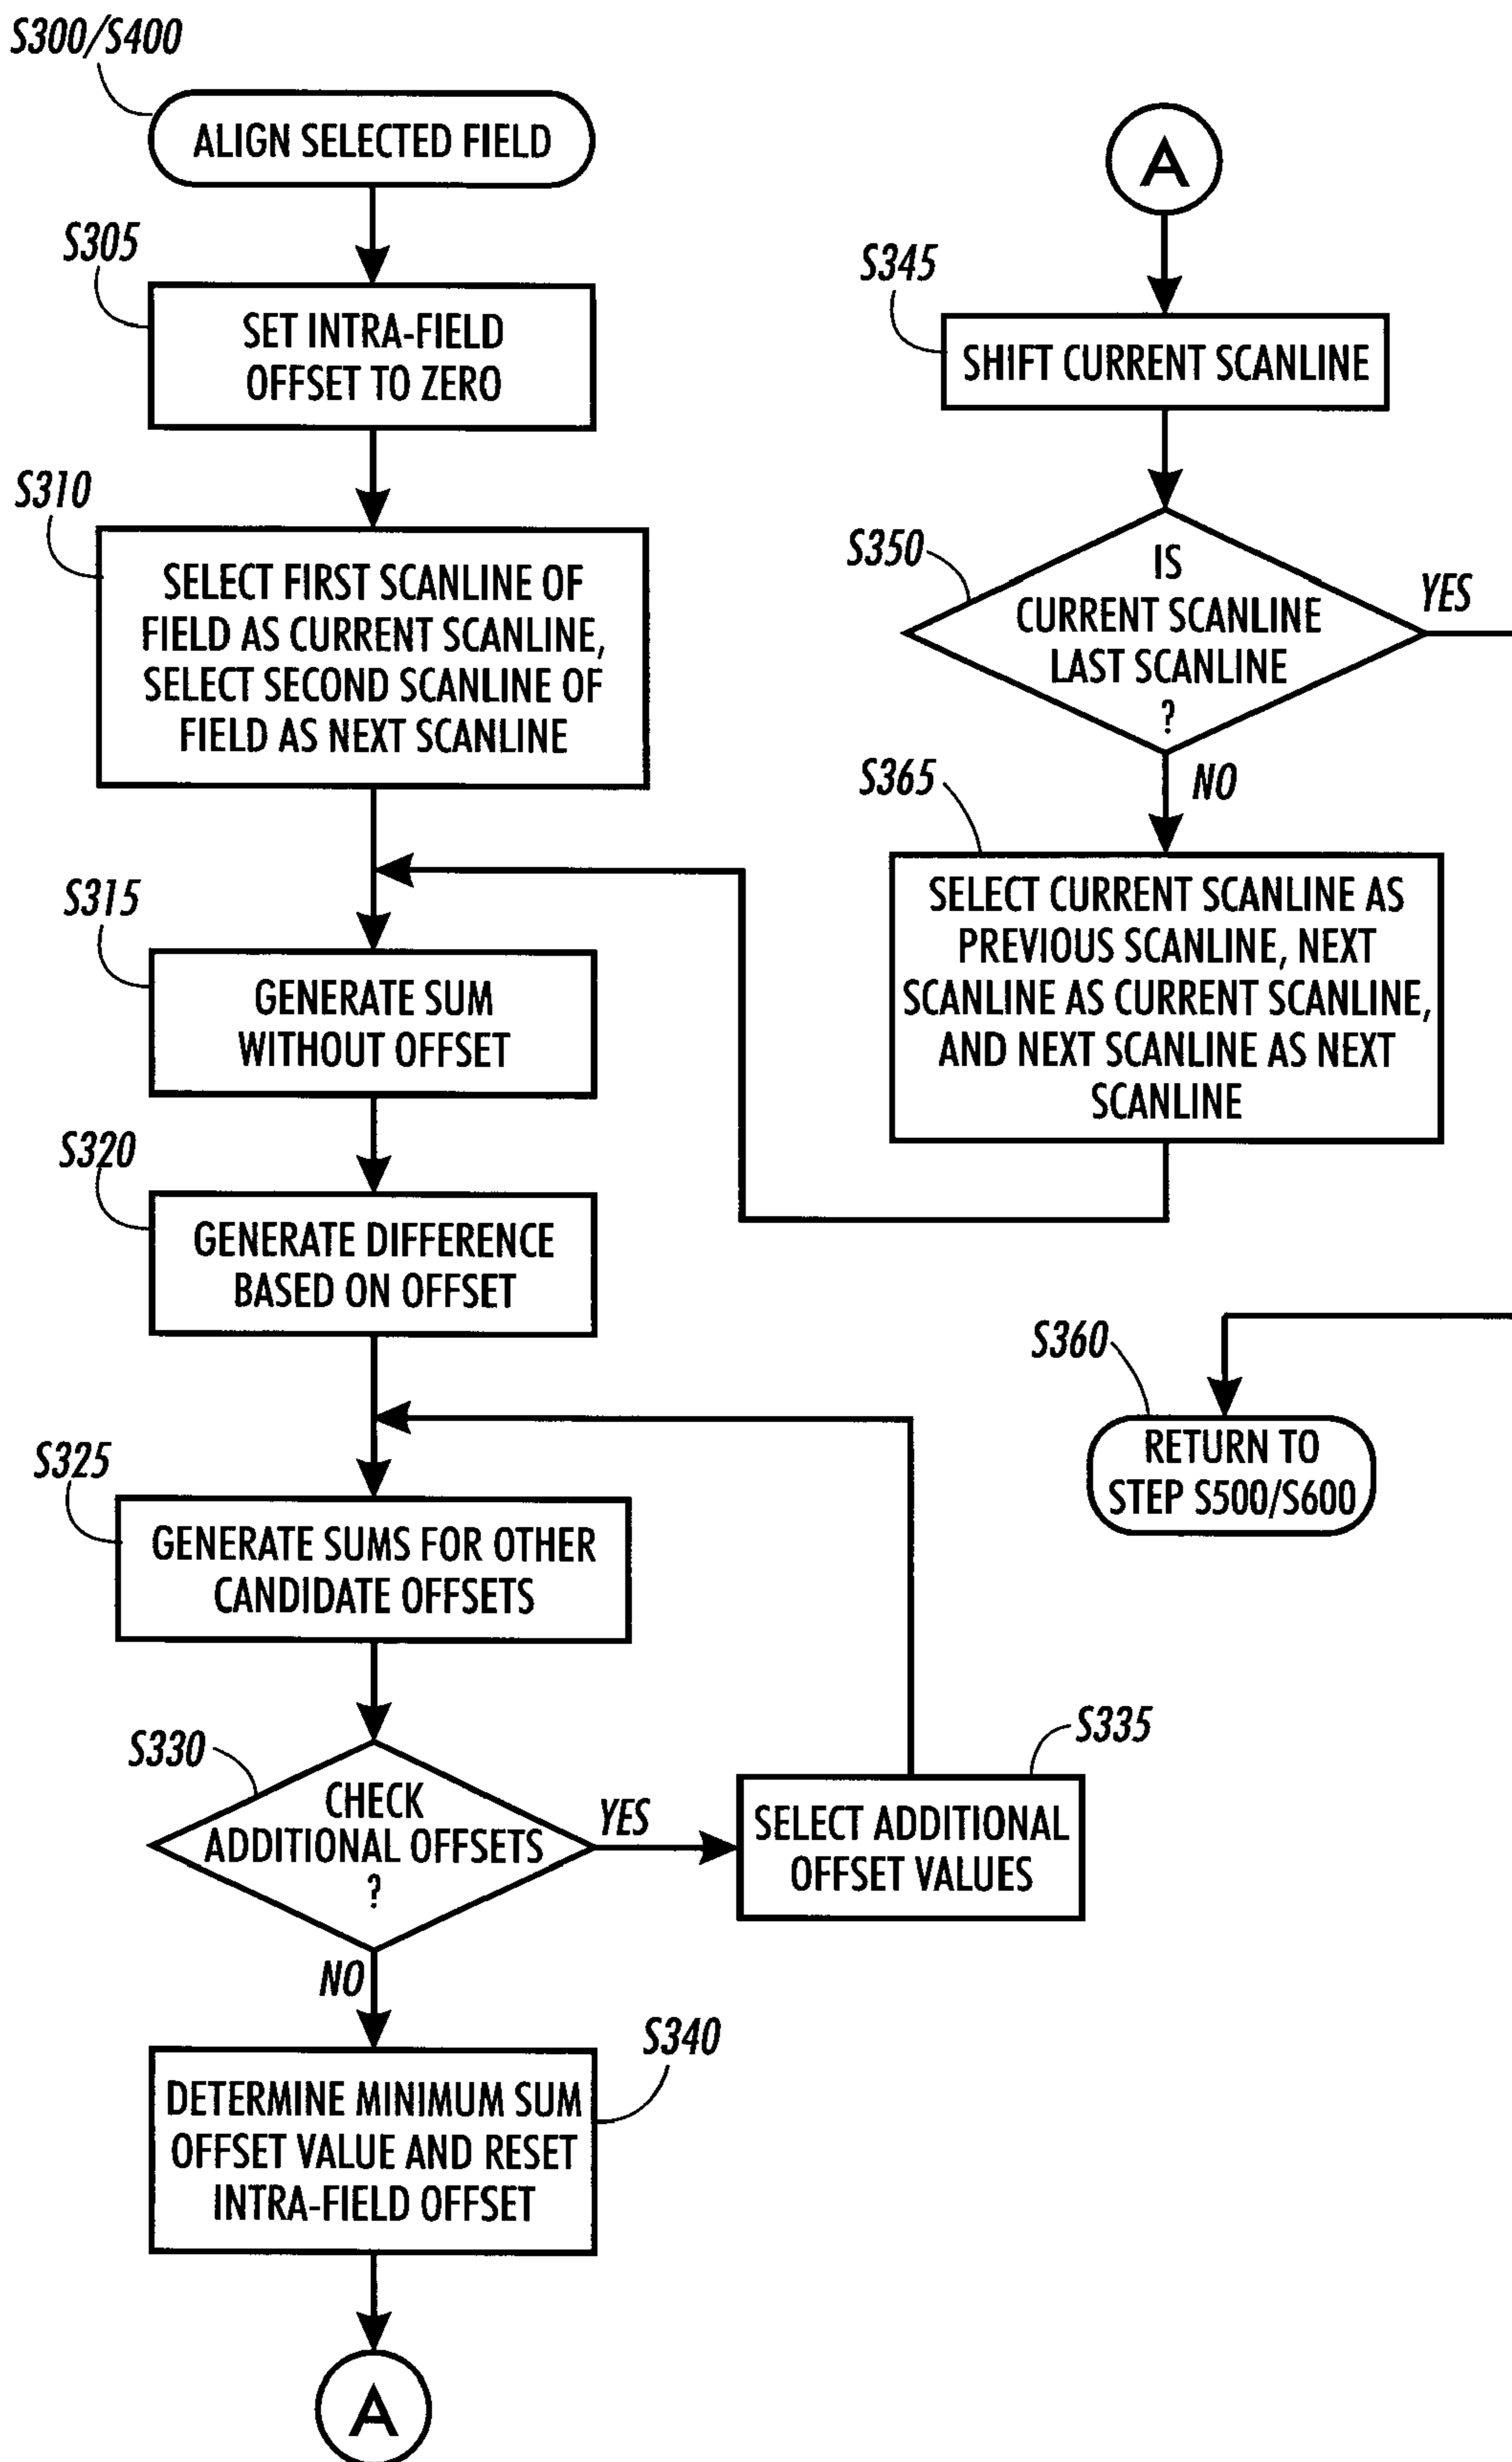 S300/S400
ALIGN SELECTED FIELD
S305
SET INTRA-FIELD
OFFSET TO ZERO
S310
SELECT FIRST SCANLINE OF
FIELD AS CURRENT SCANLINE,
SELECT SECOND SCANLINE OF
FIELD AS NEXT SCANLINE
S315
GENERATE SUM
WITHOUT OFFSET
S320
GENERATE DIFFERENCE
BASED ON OFFSET
S325
GENERATE SUMS FOR OTHER
CANDIDATE OFFSETS
S330
CHECK
ADDITIONAL OFFSETS
?
YES
S335
SELECT ADDITIONAL
OFFSET VALUES
NO
S340
DETERMINE MINIMUM SUM
OFFSET VALUE AND RESET
INTRA-FIELD OFFSET
A
A
S345
SHIFT CURRENT SCANLINE
S350
IS
CURRENT SCANLINE
LAST SCANLINE
?
YES
NO
S365
SELECT CURRENT SCANLINE AS
PREVIOUS SCANLINE, NEXT
SCANLINE AS CURRENT SCANLINE,
AND NEXT SCANLINE AS NEXT
SCANLINE
S360
RETURN TO
STEP S500/S600